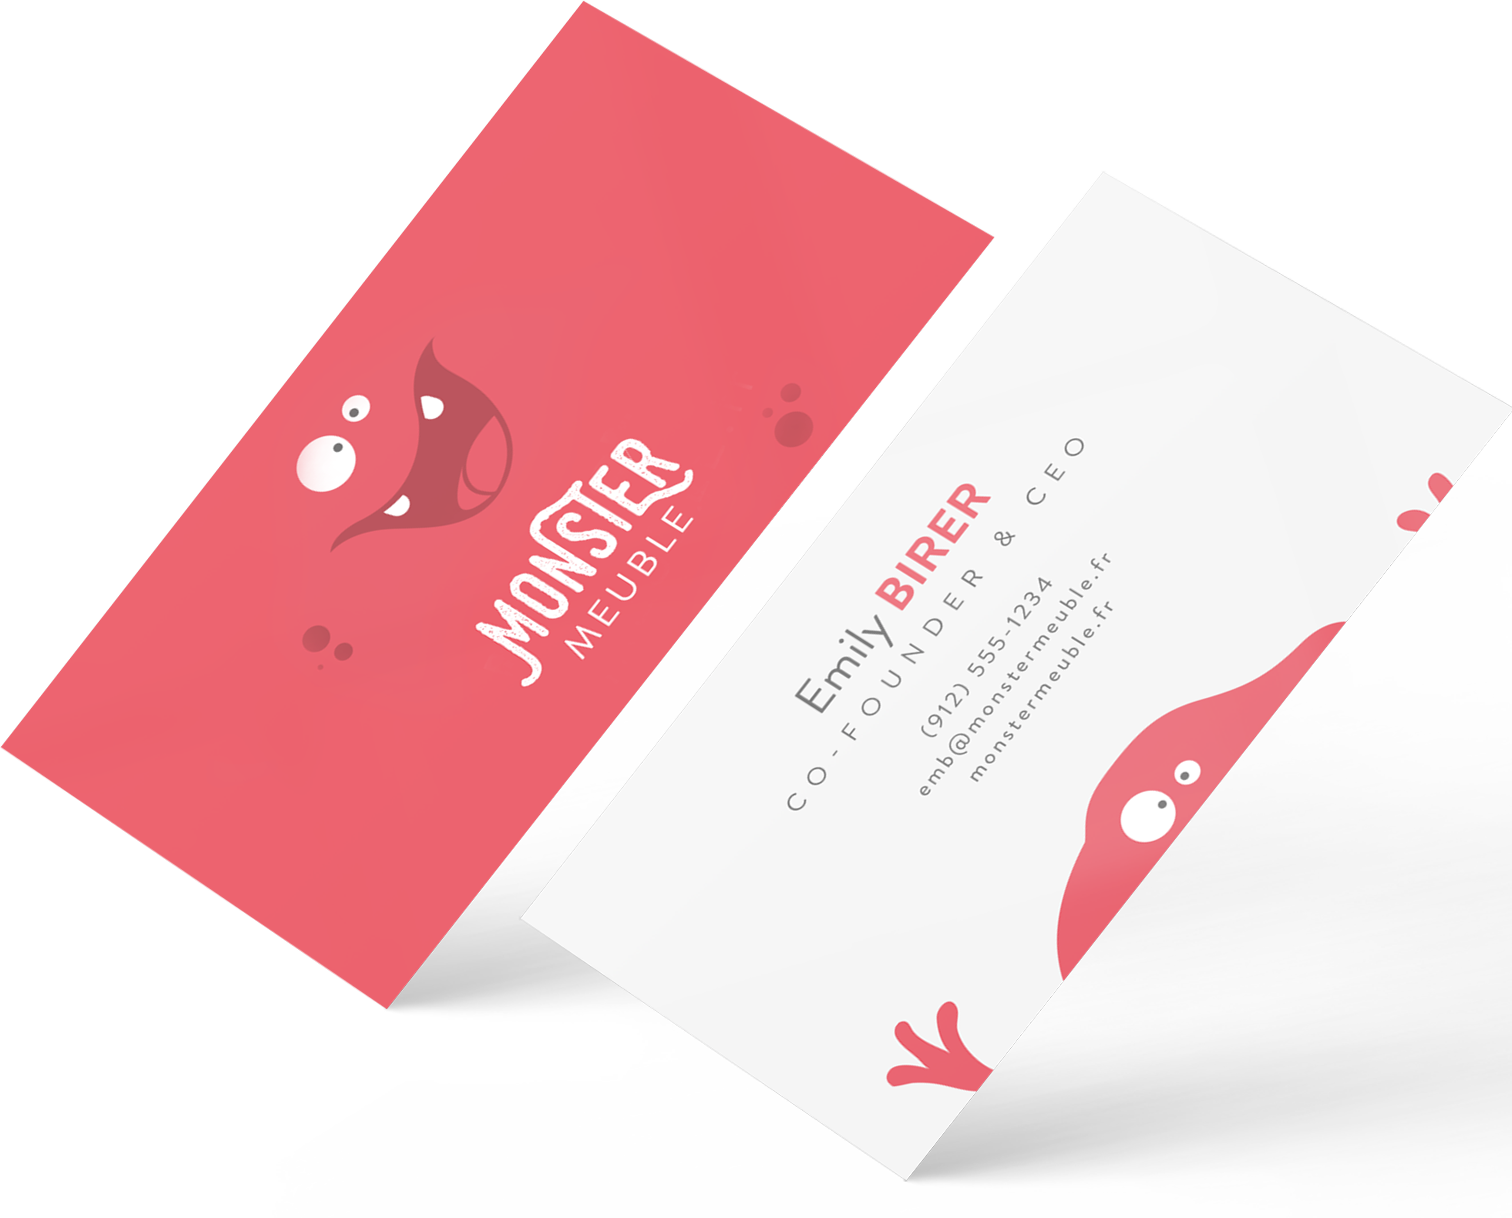 MONSTER
MEUBLE
Emily BIRER
CO-FOUNDER & CEO
(912) 555-1234
emb@monstermeuble.fr
monstermeuble.fr